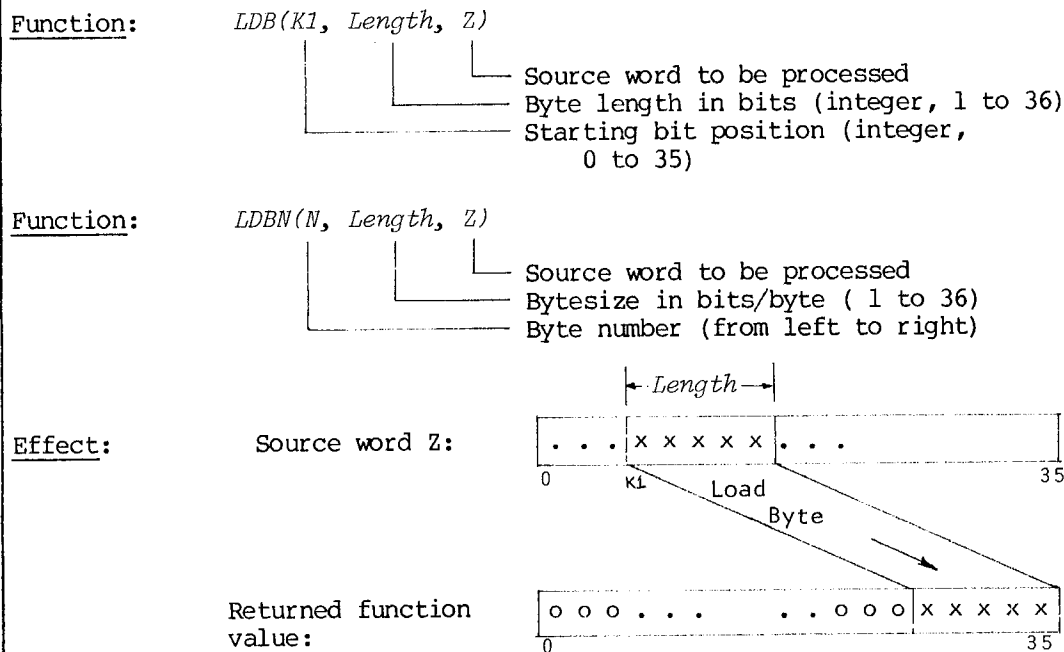 Function: LDB(K1, Length, Z)
Source word to be processed
Byte length in bits (integer, 1 to 36)
Starting bit position (integer,
0 to 35)
Function: LDBN(N, Length, Z)
Source word to be processed
Bytesize in bits/byte ( 1 to 36)
Byte number (from left to right)
Length
Effect: Source word Z: . . . x x x x x . . .
0 K1 35
Load
Byte
Returned function
value:
o o o . . . . . o o o x x x x x
0 35